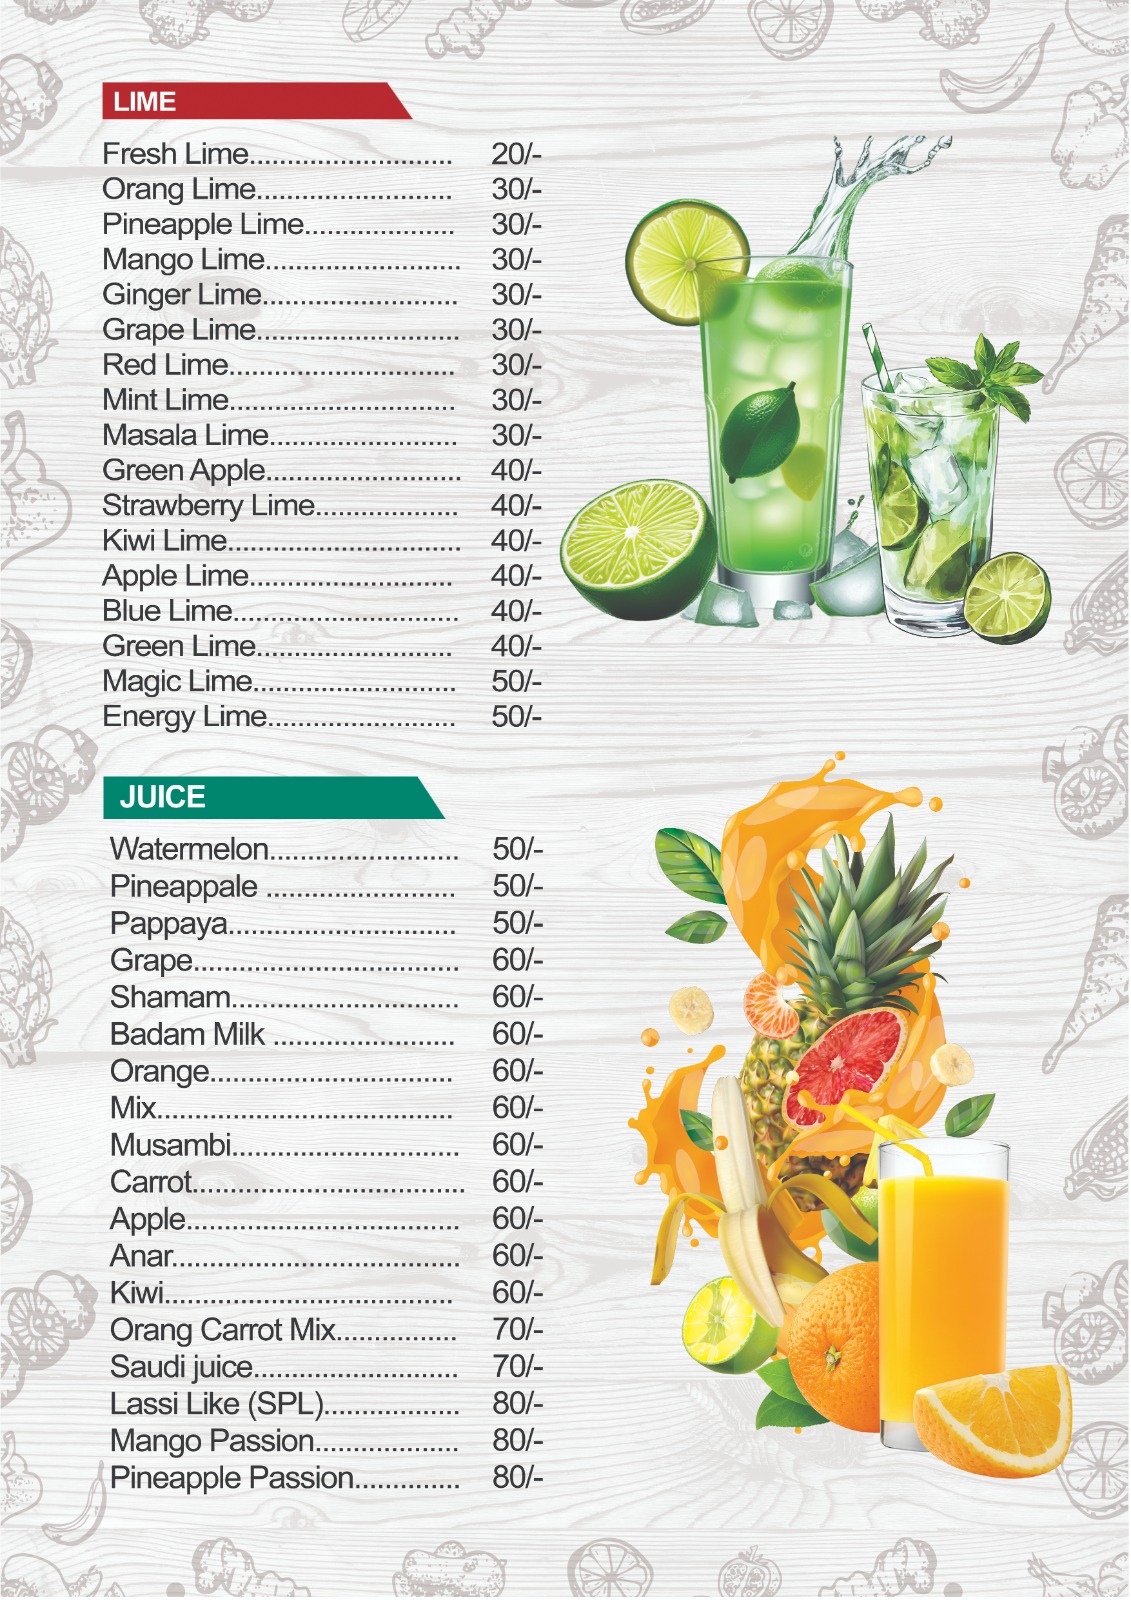 LIME
Fresh Lime........................... 20/-
Orang Lime.......................... 30/-
Pineapple Lime.................... 30/-
Mango Lime.......................... 30/-
Ginger Lime.......................... 30/-
Grape Lime........................... 30/-
Red Lime.............................. 30/-
Mint Lime.............................. 30/-
Masala Lime......................... 30/-
Green Apple.......................... 40/-
Strawberry Lime................... 40/-
Kiwi Lime............................... 40/-
Apple Lime........................... 40/-
Blue Lime.............................. 40/-
Green Lime.......................... 40/-
Magic Lime........................... 50/-
Energy Lime......................... 50/-
JUICE
Watermelon......................... 50/-
Pineappale ......................... 50/-
Pappaya.............................. 50/-
Grape................................... 60/-
Shamam.............................. 60/-
Badam Milk ........................ 60/-
Orange................................ 60/-
Mix....................................... 60/-
Musambi.............................. 60/-
Carrot.................................... 60/-
Apple.................................... 60/-
Anar...................................... 60/-
Kiwi...................................... 60/-
Orang Carrot Mix................ 70/-
Saudi juice........................... 70/-
Lassi Like (SPL).................. 80/-
Mango Passion................... 80/-
Pineapple Passion.............. 80/-